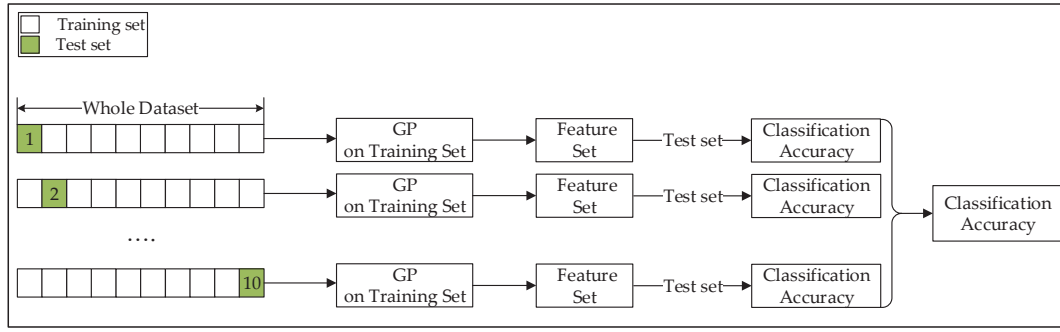 Training set
Test set
Whole Dataset
1
GP
on Training Set
Feature
Set
Test set
Classification
Accuracy
2
GP
on Training Set
Feature
Set
Test set
Classification
Accuracy
Classification
Accuracy
....
10
GP
on Training Set
Feature
Set
Test set
Classification
Accuracy